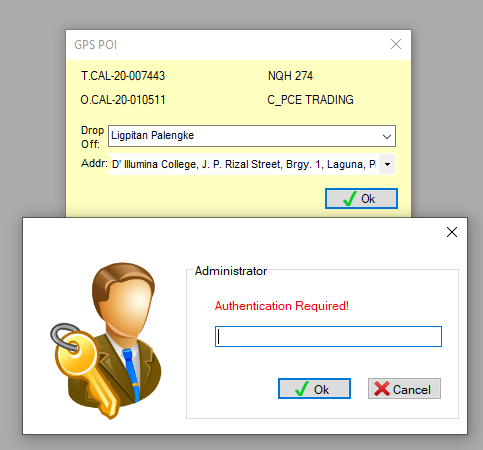 GPS POI
T.CAL-20-007443 NQH 274
O.CAL-20-010511 C_PCE TRADING
Drop Off: Ligpitan Palengke
Addr: D' Illumina College, J. P. Rizal Street, Brgy. 1, Laguna, P
Ok
Administrator
Authentication Required!
Ok Cancel